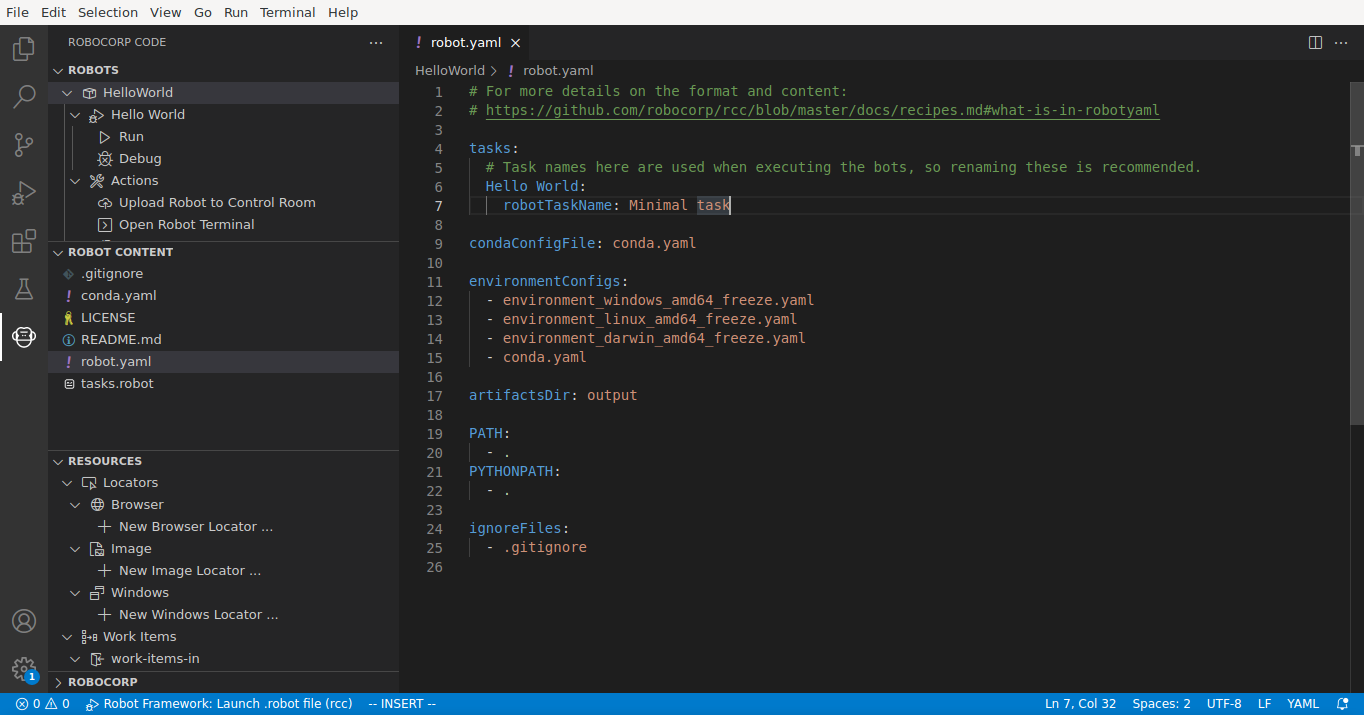 File Edit Selection View Go Run Terminal Help
ROBOCORP CODE
ROBOTS
HelloWorld
Hello World
Run
Debug
Actions
Upload Robot to Control Room
Open Robot Terminal
ROBOT CONTENT
.gitignore
conda.yaml
LICENSE
README.md
robot.yaml
tasks.robot
RESOURCES
Locators
Browser
New Browser Locator ...
Image
New Image Locator ...
Windows
New Windows Locator ...
Work Items
work-items-in
ROBOCORP
1
robot.yaml
HelloWorld > robot.yaml
1 # For more details on the format and content:
2 # https://github.com/robocorp/rcc/blob/master/docs/recipes.md#what-is-in-robotyaml
3
4 tasks:
5 # Task names here are used when executing the bots, so renaming these is recommended.
6 Hello World:
7 robotTaskName: Minimal task
8
9 condaConfigFile: conda.yaml
10
11 environmentConfigs:
12 - environment_windows_amd64_freeze.yaml
13 - environment_linux_amd64_freeze.yaml
14 - environment_darwin_amd64_freeze.yaml
15 - conda.yaml
16
17 artifactsDir: output
18
19 PATH:
20 - .
21 PYTHONPATH:
22 - .
23
24 ignoreFiles:
25 - .gitignore
26
0 0 Robot Framework: Launch .robot file (rcc) -- INSERT -- Ln 7, Col 32 Spaces: 2 UTF-8 LF YAML